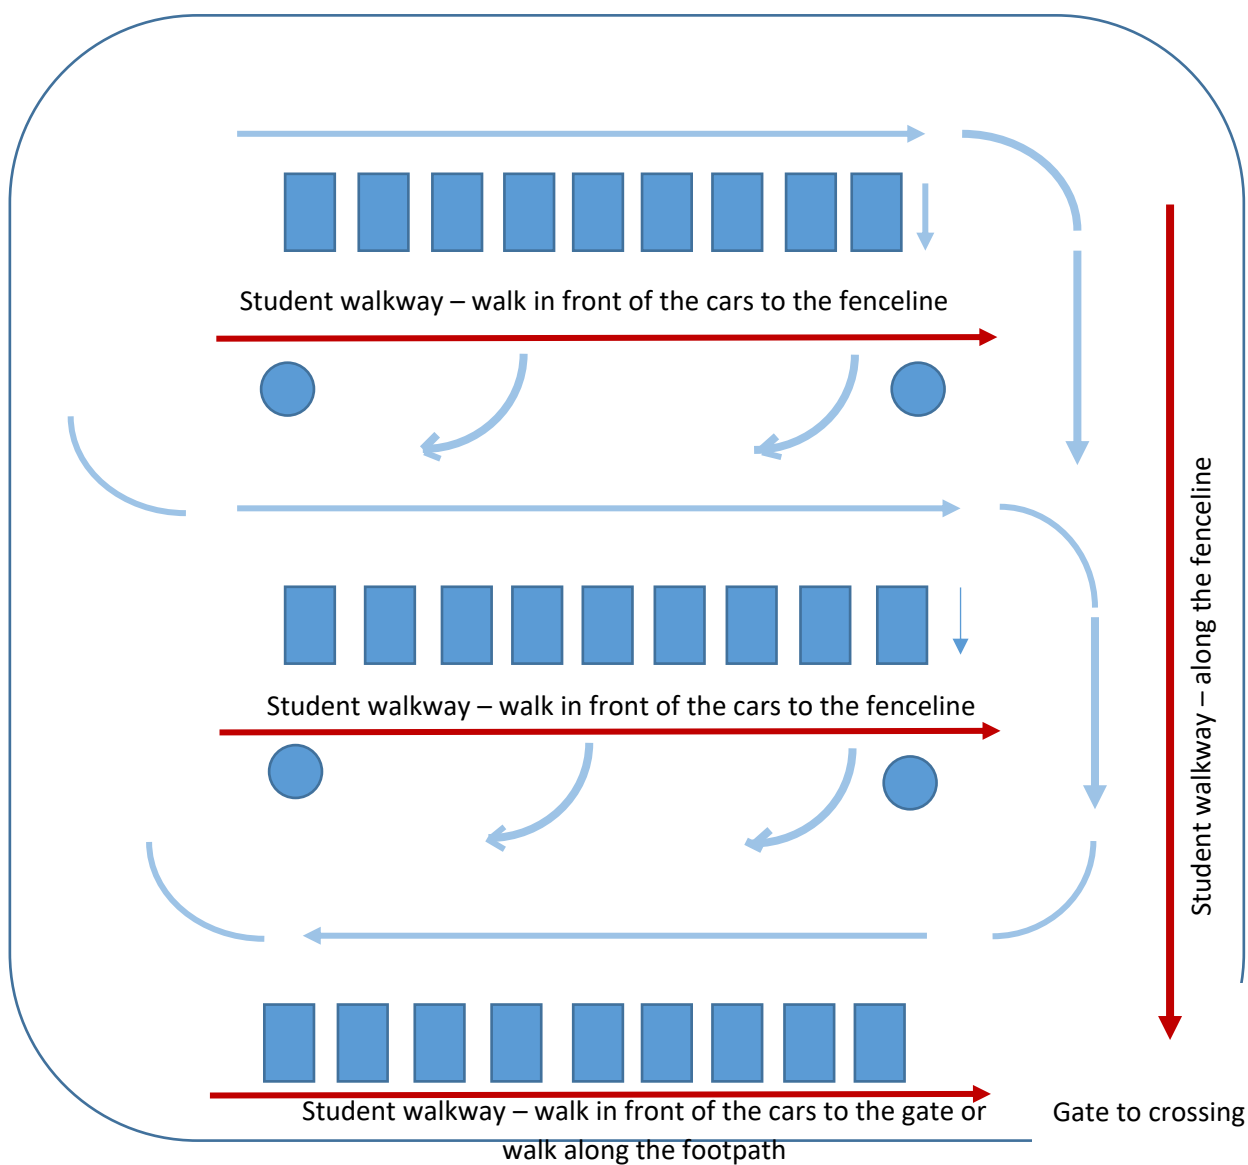 Student walkway – walk in front of the cars to the fenceline
Student walkway – along the fenceline
Student walkway – walk in front of the cars to the fenceline
Student walkway – walk in front of the cars to the gate or
walk along the footpath
Gate to crossing